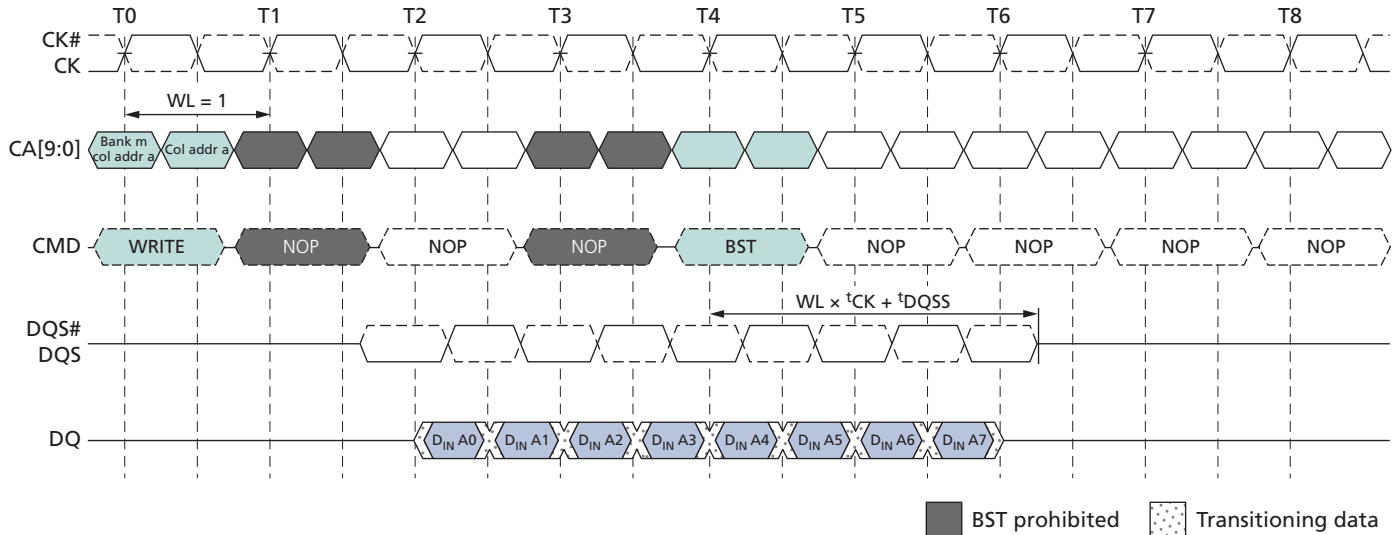 T0 T1 T2 T3 T4 T5 T6 T7 T8
CK#
CK
WL = 1
CA[9:0]
Bank m
col addr a
Col addr a
CMD WRITE NOP NOP NOP BST NOP NOP NOP NOP
WL × tCK + tDQSS
DQS#
DQS
DQ DIN A0 DIN A1 DIN A2 DIN A3 DIN A4 DIN A5 DIN A6 DIN A7
BST prohibited Transitioning data